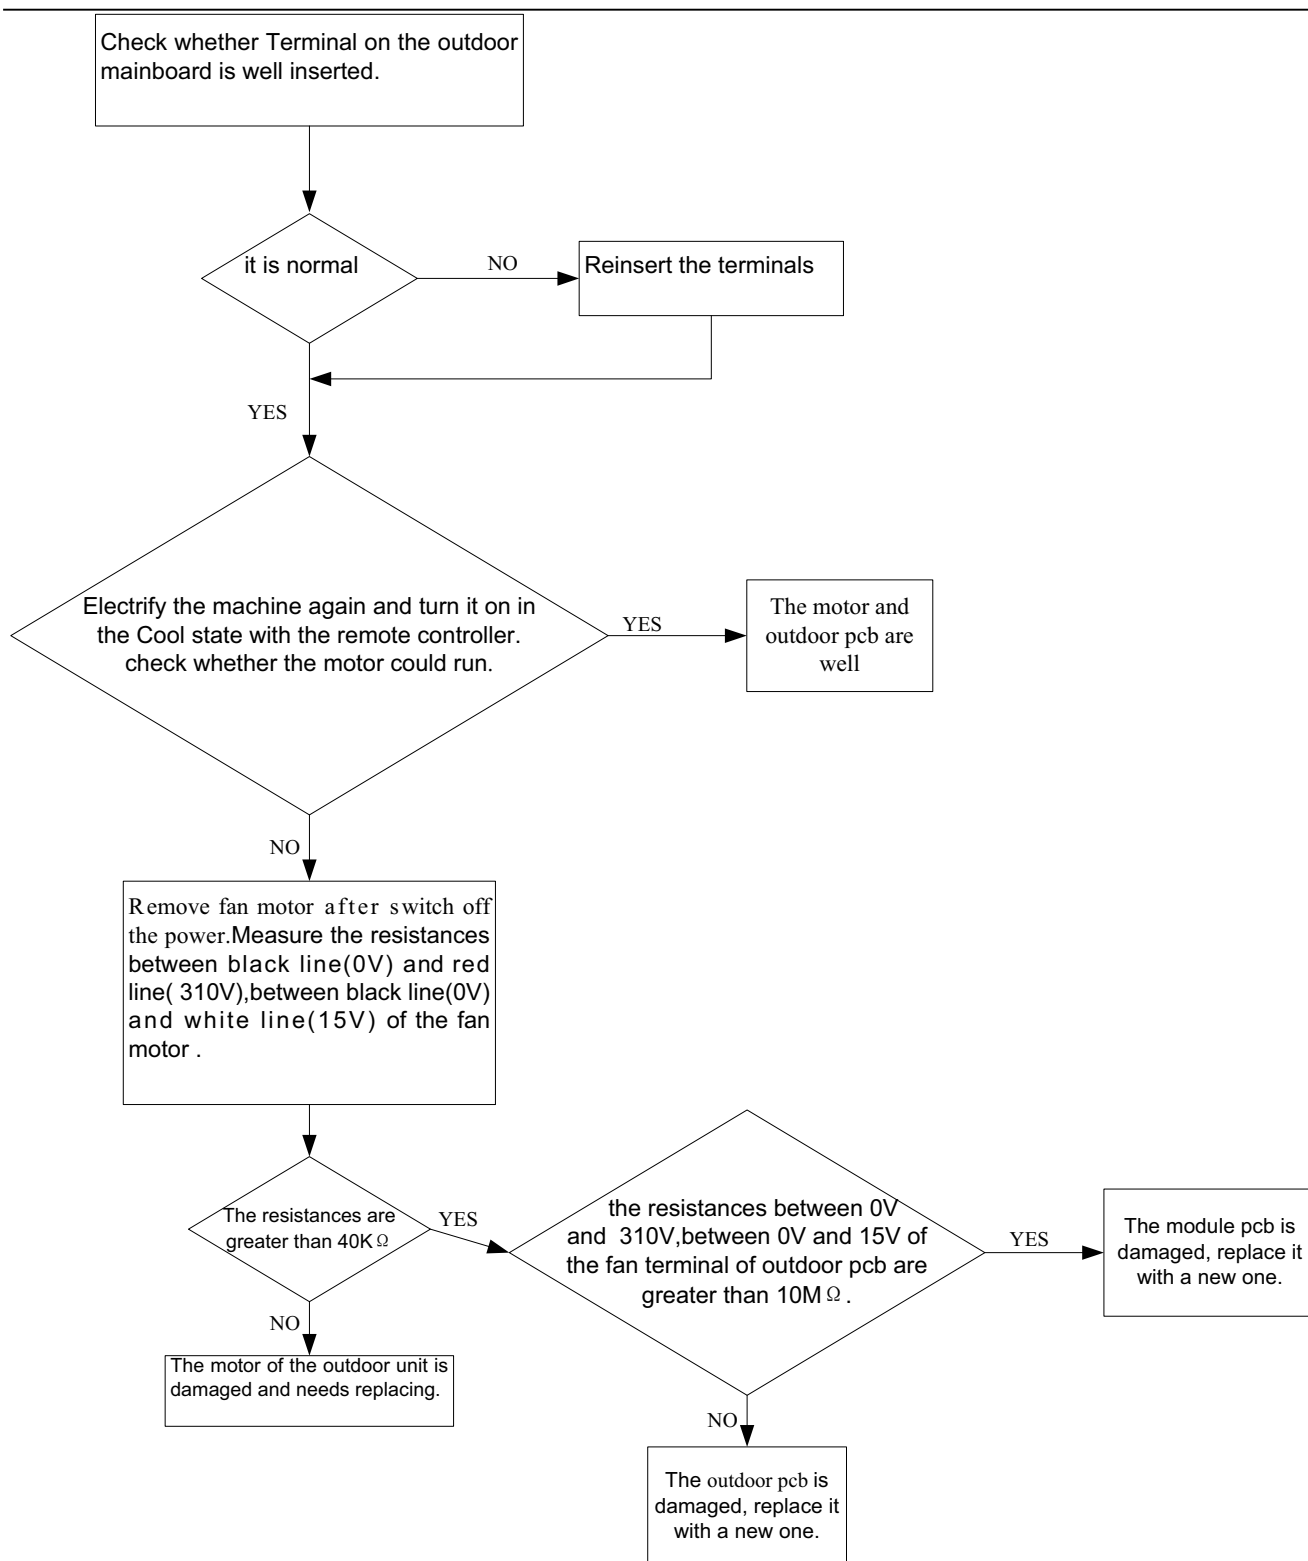 Check whether Terminal on the outdoor
mainboard is well inserted.
it is normal
NO
Reinsert the terminals
YES
Electrify the machine again and turn it on in
the Cool state with the remote controller.
check whether the motor could run.
YES
The motor and
outdoor pcb are
well
NO
Remove fan motor after switch off
the power.Measure the resistances
between black line(0V) and red
line( 310V),between black line(0V)
and white line(15V) of the fan
motor .
The resistances are
greater than 40KΩ
YES
the resistances between 0V
and 310V,between 0V and 15V of
the fan terminal of outdoor pcb are
greater than 10MΩ.
YES
The module pcb is
damaged, replace it
with a new one.
NO
The motor of the outdoor unit is
damaged and needs replacing.
NO
The outdoor pcb is
damaged, replace it
with a new one.